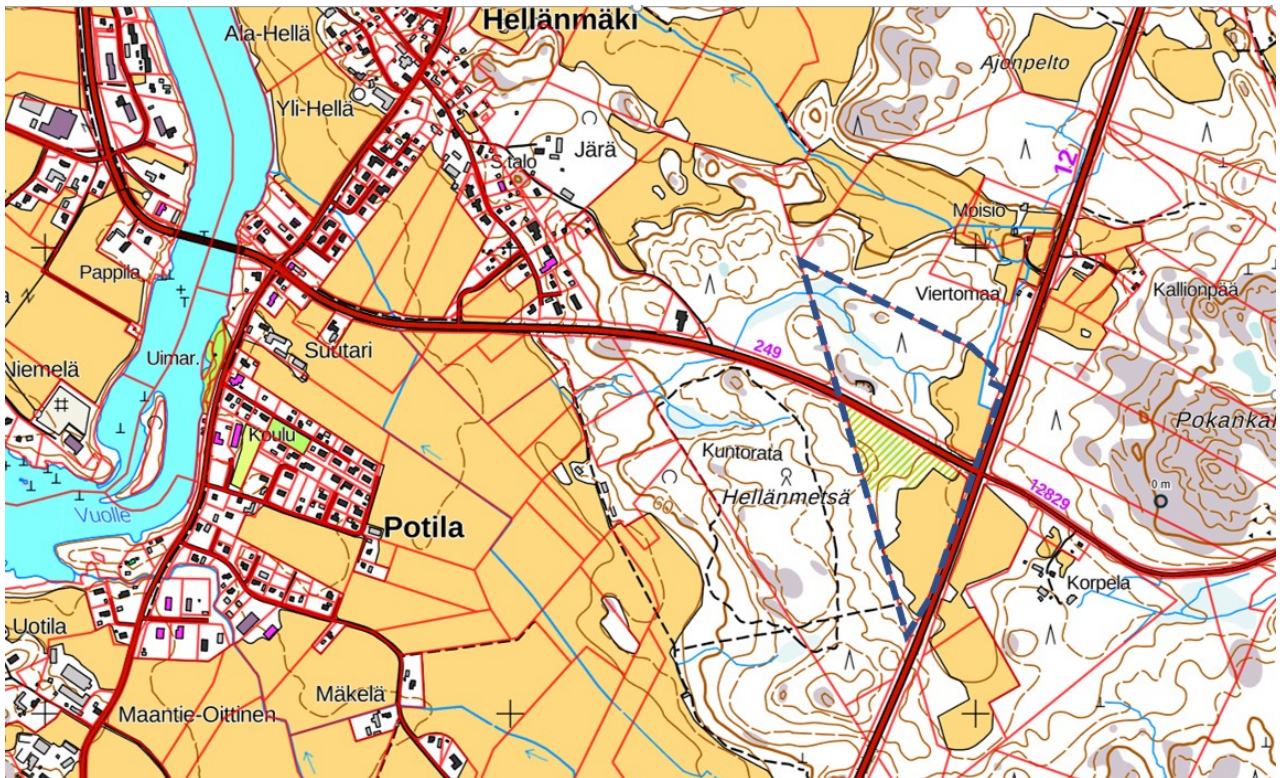 Hellänmäki
Ala-Hellä
Ajonpelto
Yli-Hellä
Järä
S.talo
12
Moisio
Pappila
Viertomaa
Kallionpää
Suutari
249
Uimar.
Niemelä
Koulu
Kuntorata
Pokankal
Hellänmetsä
0 m
12829
60
Vuolle
Potila
Korpela
Uotila
Mäkelä
Maantie-Oittinen